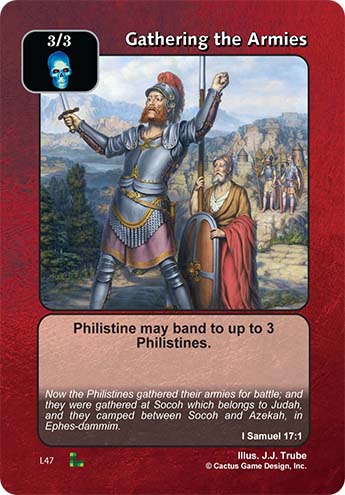 3/3
Gathering the Armies
Philistine may band to up to 3
Philistines.
Now the Philistines gathered their armies for battle; and
they were gathered at Socoh which belongs to Judah,
and they camped between Socoh and Azekah, in
Ephes-dammim.
I Samuel 17:1
L47
Illus. J.J. Trube
© Cactus Game Design, Inc.